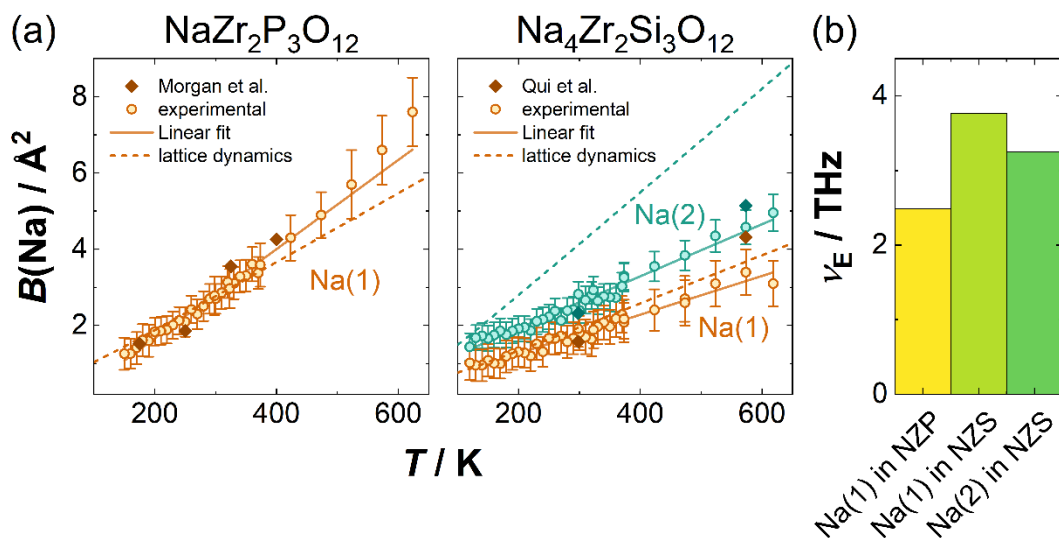 (a)
NaZr₂P₃O₁₂
Na₄Zr₂Si₃O₁₂
(b)
B(Na) / Å²
8
6
4
2
Morgan et al.
experimental
Linear fit
lattice dynamics
Na(1)
200
400
600
Qui et al.
experimental
Linear fit
lattice dynamics
Na(2)
Na(1)
200
400
600
T / K
νE / THz
4
2
0
Na(1) in NZP
Na(1) in NZS
Na(2) in NZS